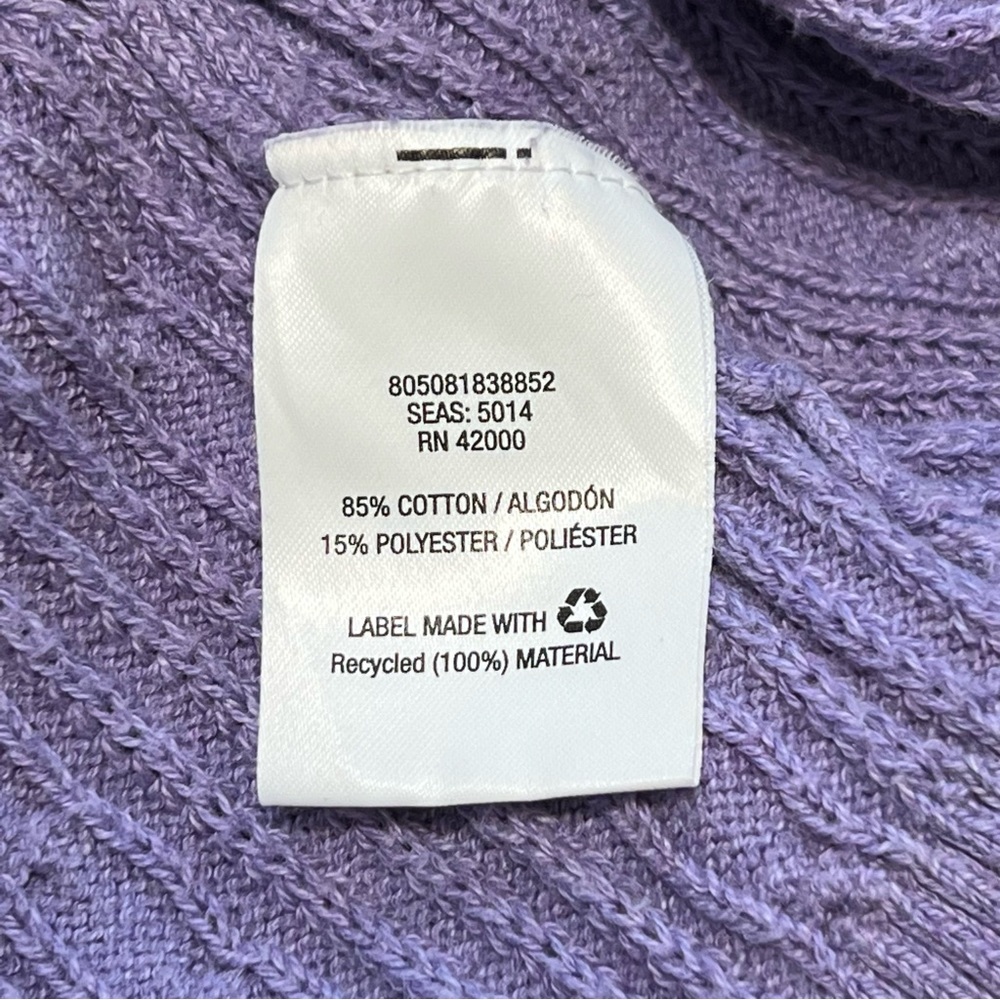 805081838852
SEAS: 5014
RN 42000
85% COTTON / ALGODÓN
15% POLYESTER / POLIÉSTER
LABEL MADE WITH
Recycled (100%) MATERIAL